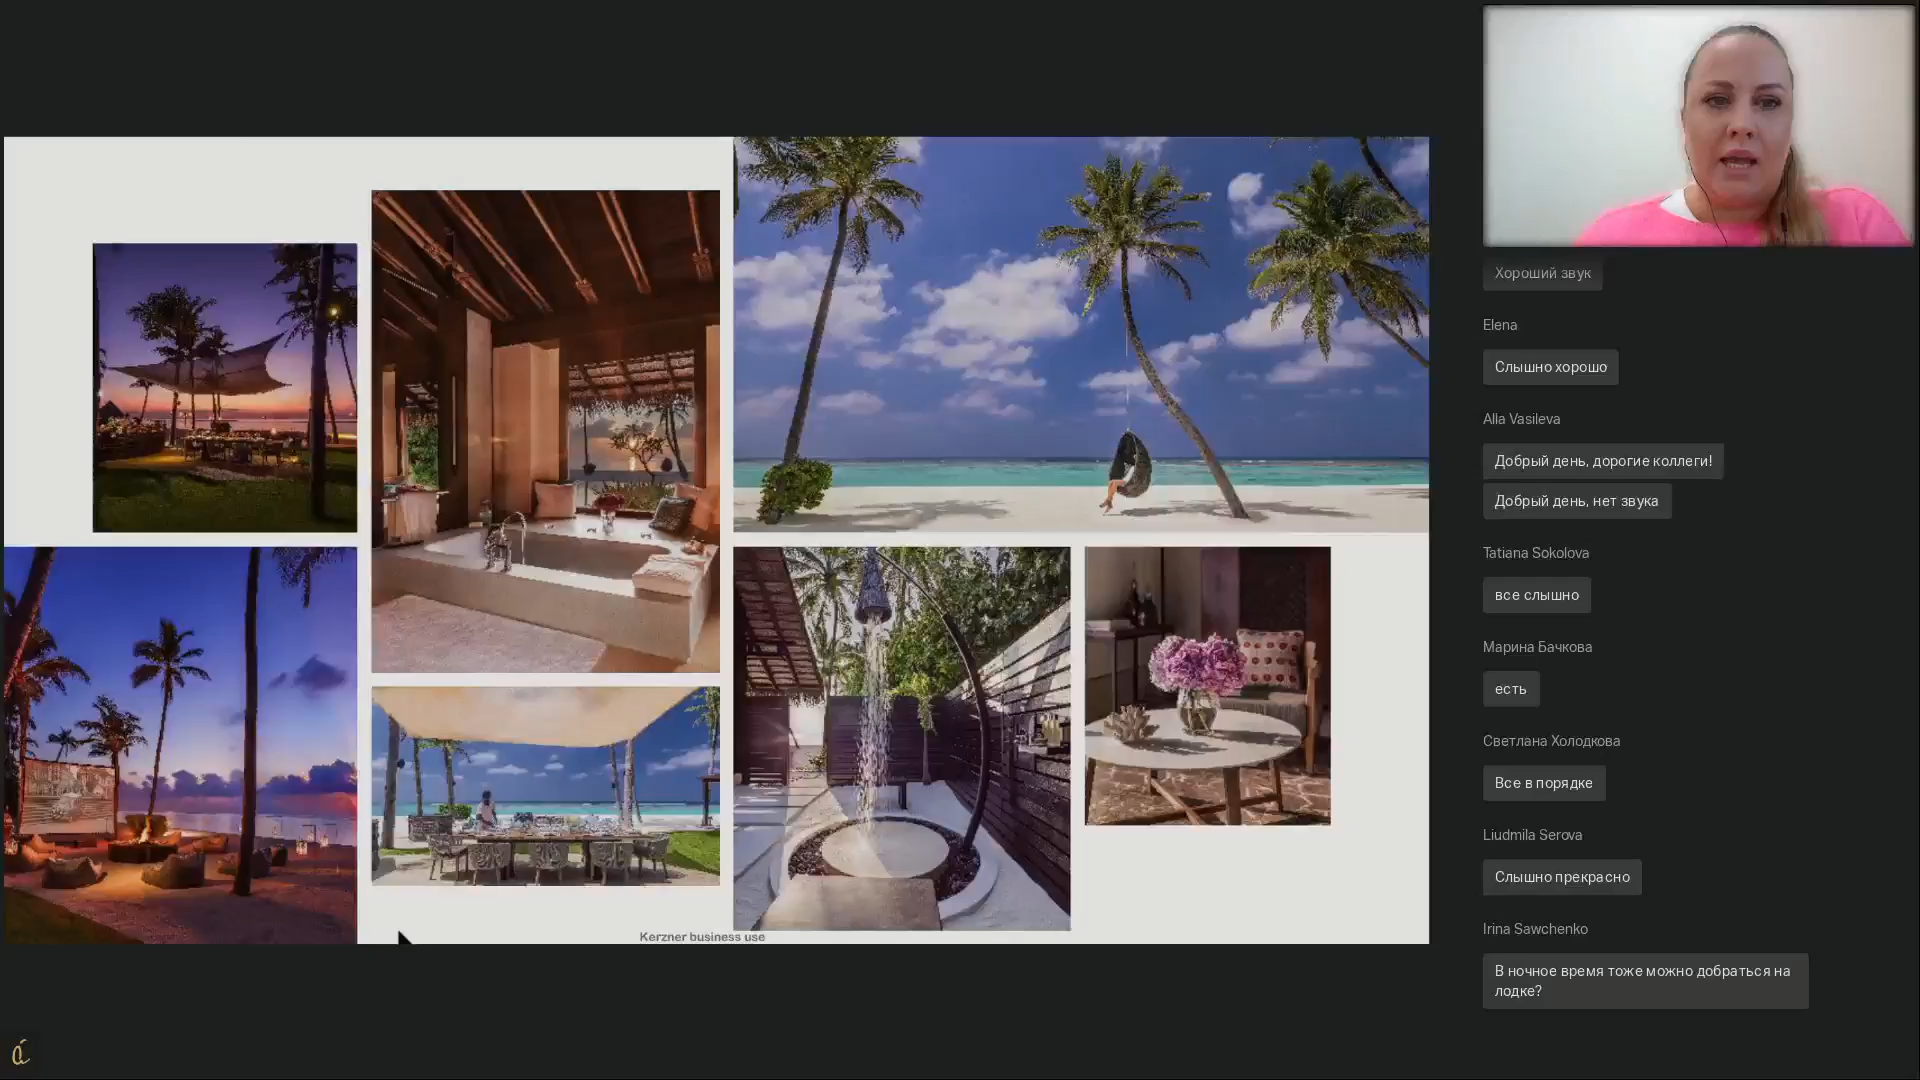 Хороший звук
Elena
Слышно хорошо
Alla Vasileva
Добрый день, дорогие коллеги!
Добрый день, нет звука
Tatiana Sokolova
все слышно
Марина Бачкова
есть
Светлана Холодкова
Все в порядке
Liudmila Serova
Слышно прекрасно
Irina Sawchenko
В ночное время тоже можно добраться на
лодке?
Kerzner business use
á